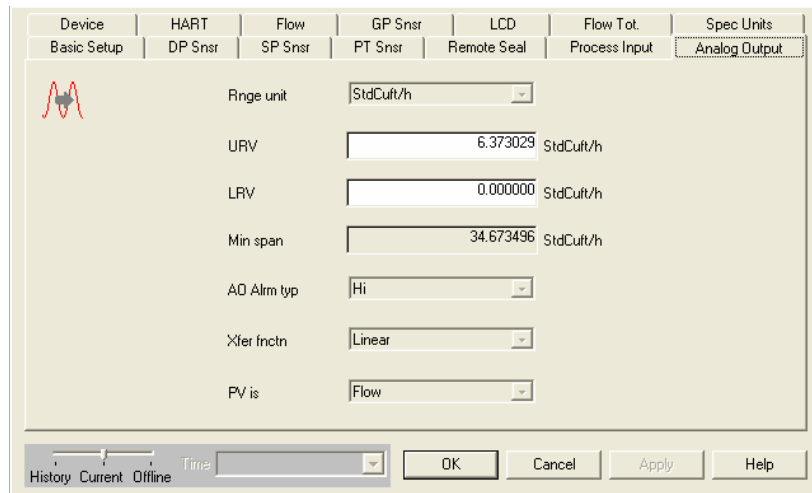 Device HART Flow GP Snsr LCD Flow Tot. Spec Units
Basic Setup DP Snsr SP Snsr PT Snsr Remote Seal Process Input Analog Output
Rnge unit StdCuft/h
URV 6.373029 StdCuft/h
LRV 0.000000 StdCuft/h
Min span 34.673496 StdCuft/h
AO Alrm typ Hi
Xfer fnctn Linear
PV is Flow
Time OK Cancel Apply Help
History Current Offline